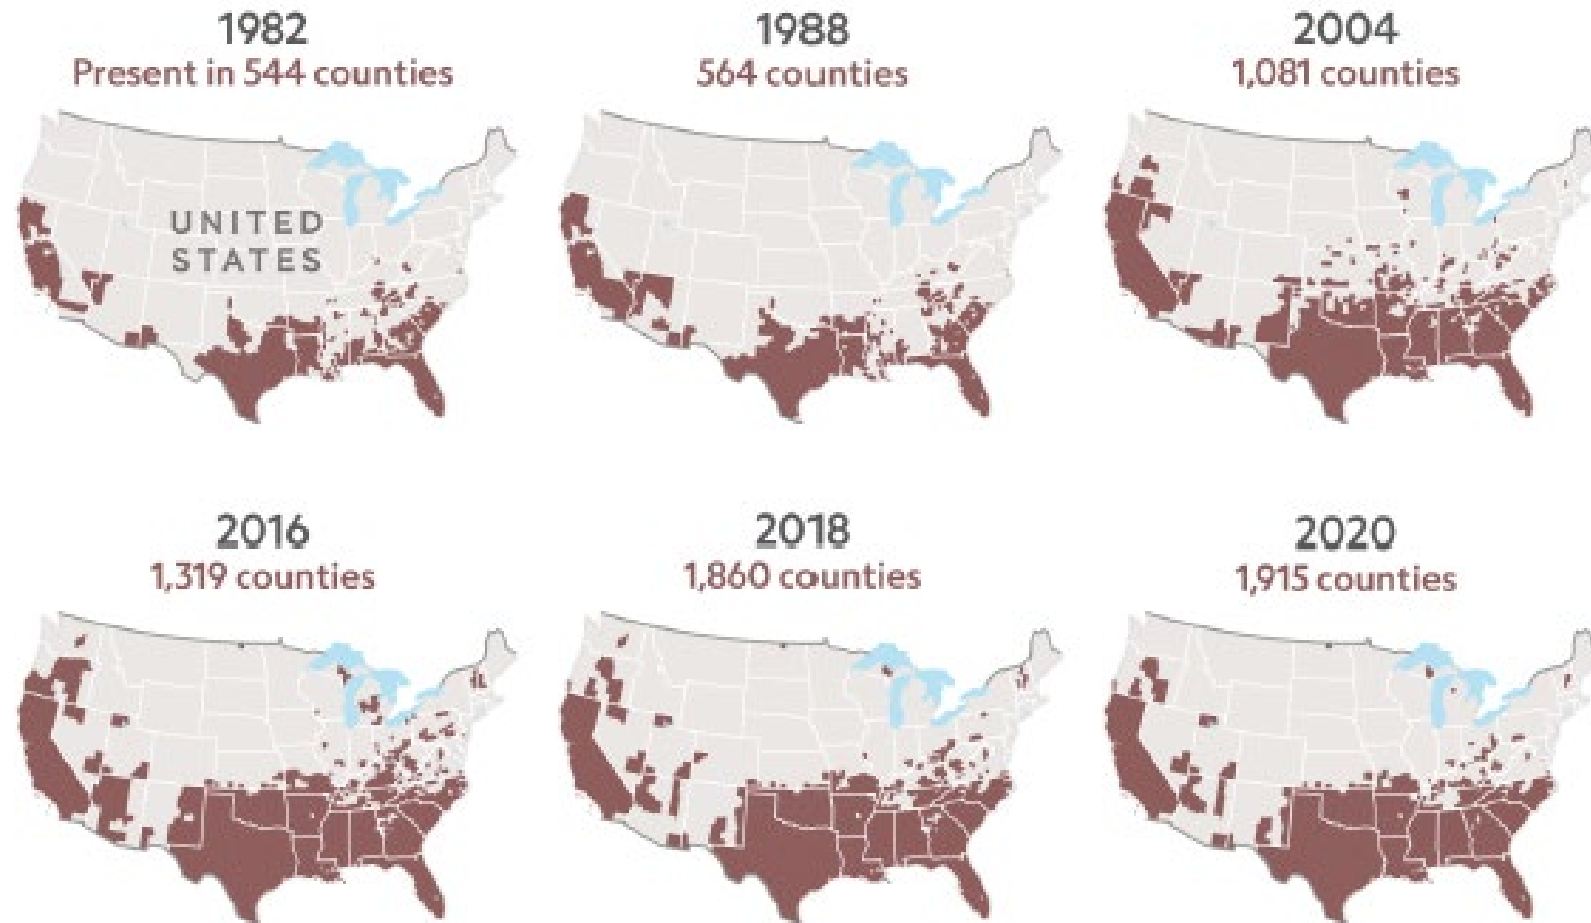 1982
Present in 544 counties
1988
564 counties
2004
1,081 counties
UNITED
STATES
2016
1,319 counties
2018
1,860 counties
2020
1,915 counties